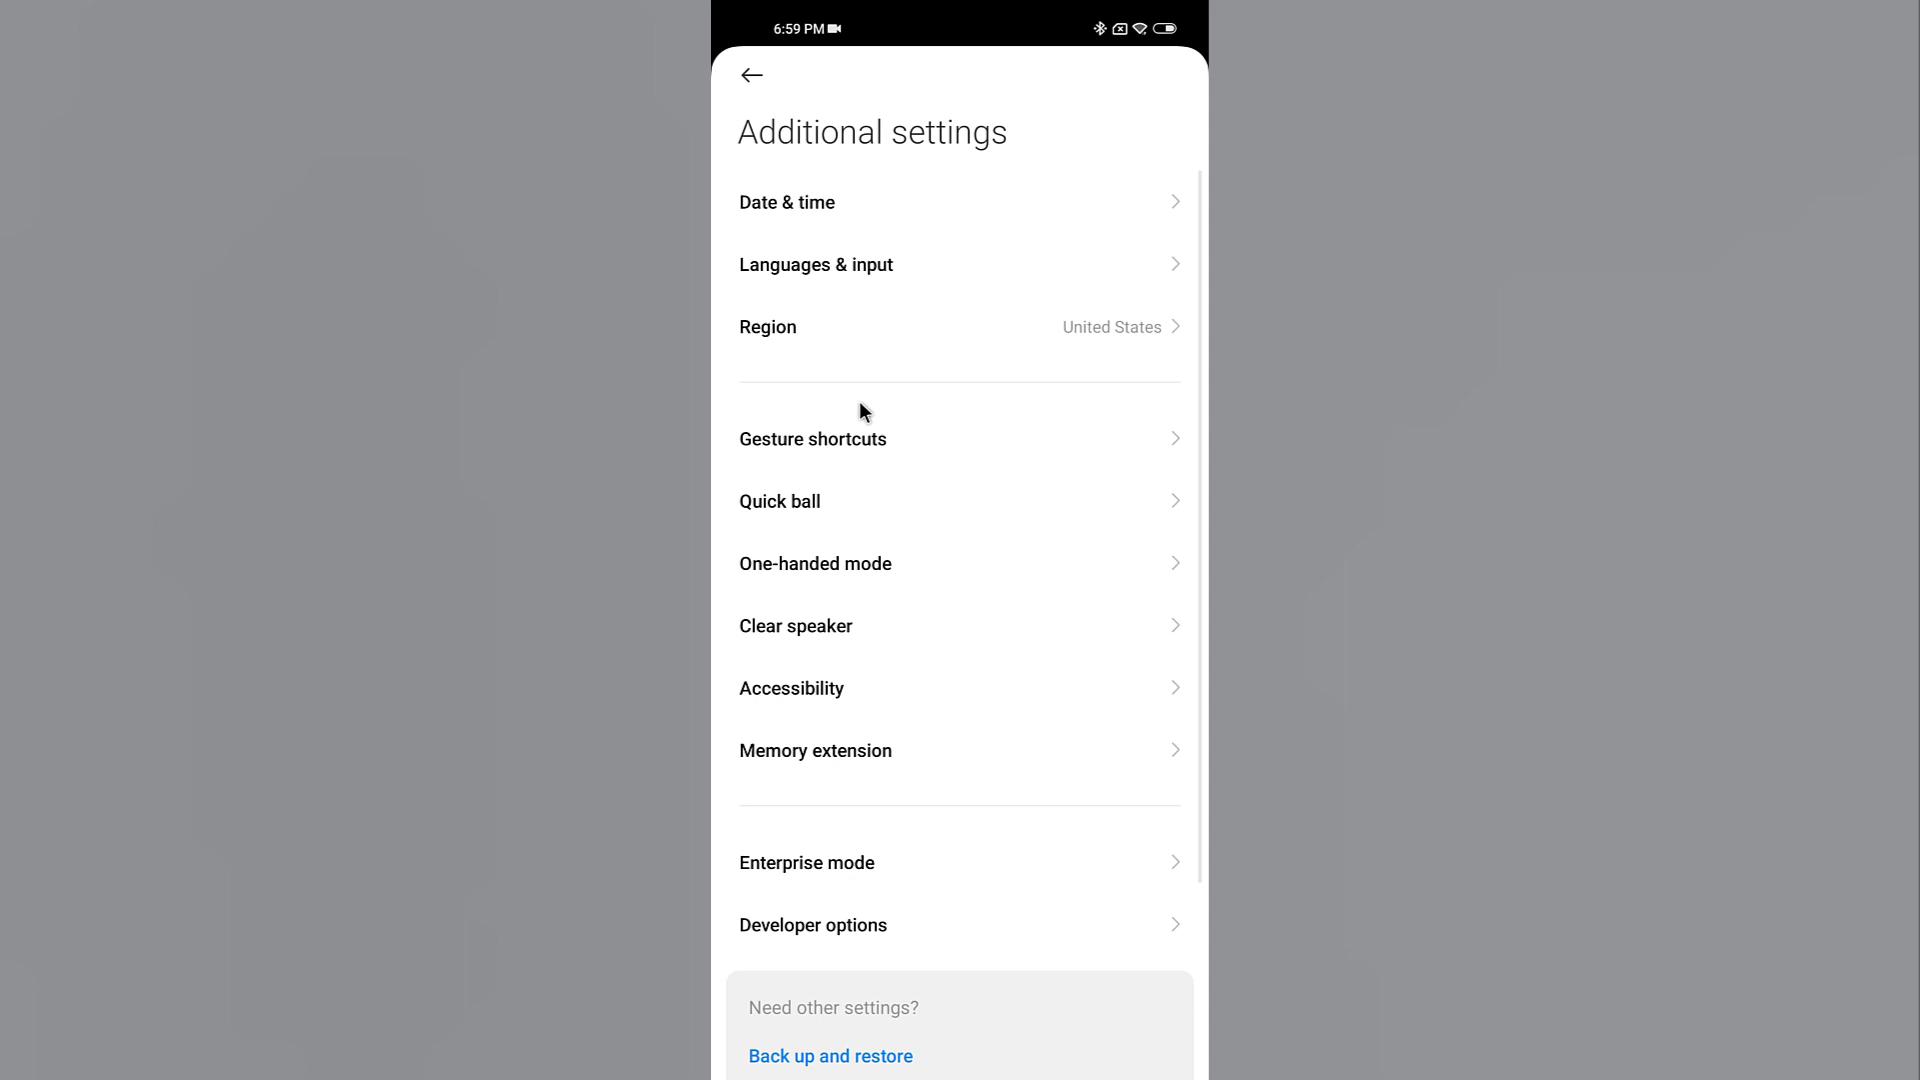 6:59 PM
Additional settings
Date & time
Languages & input
Region United States
Gesture shortcuts
Quick ball
One-handed mode
Clear speaker
Accessibility
Memory extension
Enterprise mode
Developer options
Need other settings?
Back up and restore